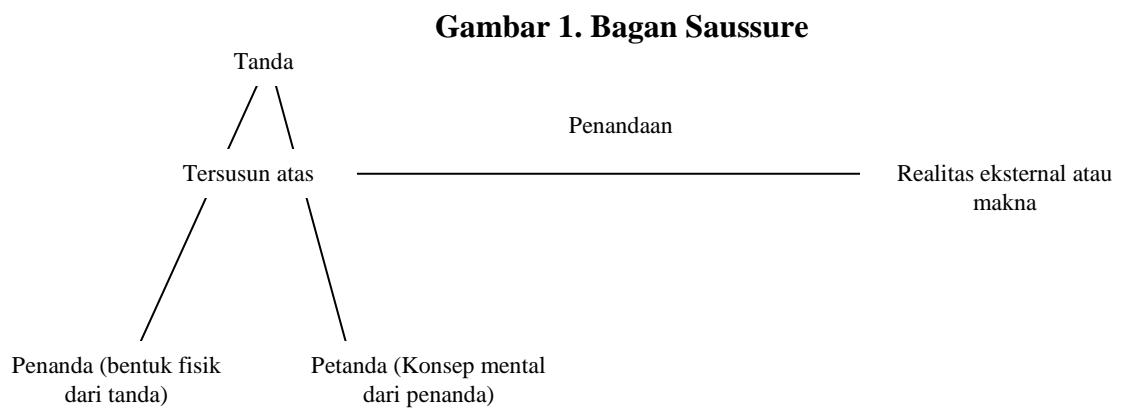 Gambar 1. Bagan Saussure
Tanda
Penandaan
Tersusun atas
Realitas eksternal atau
makna
Penanda (bentuk fisik
dari tanda)
Petanda (Konsep mental
dari penanda)